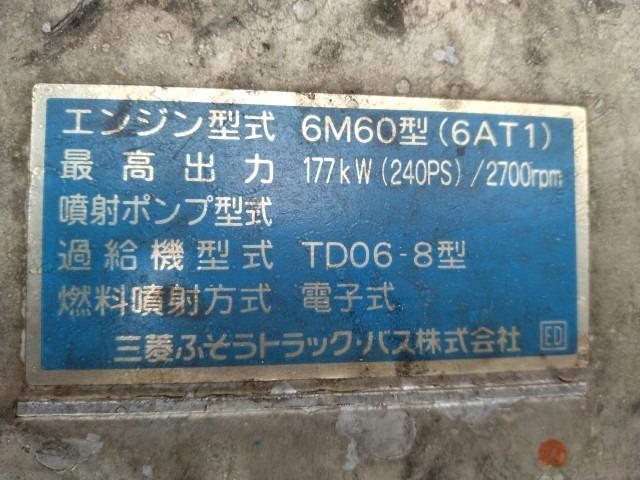 エンジン型式 6M60型(6AT1)
最高出力 177kW(240PS)/2700rpm
噴射ポンプ型式
過給機型式 TD06-8型
燃料噴射方式 電子式
三菱ふそうトラック・バス株式会社 ED